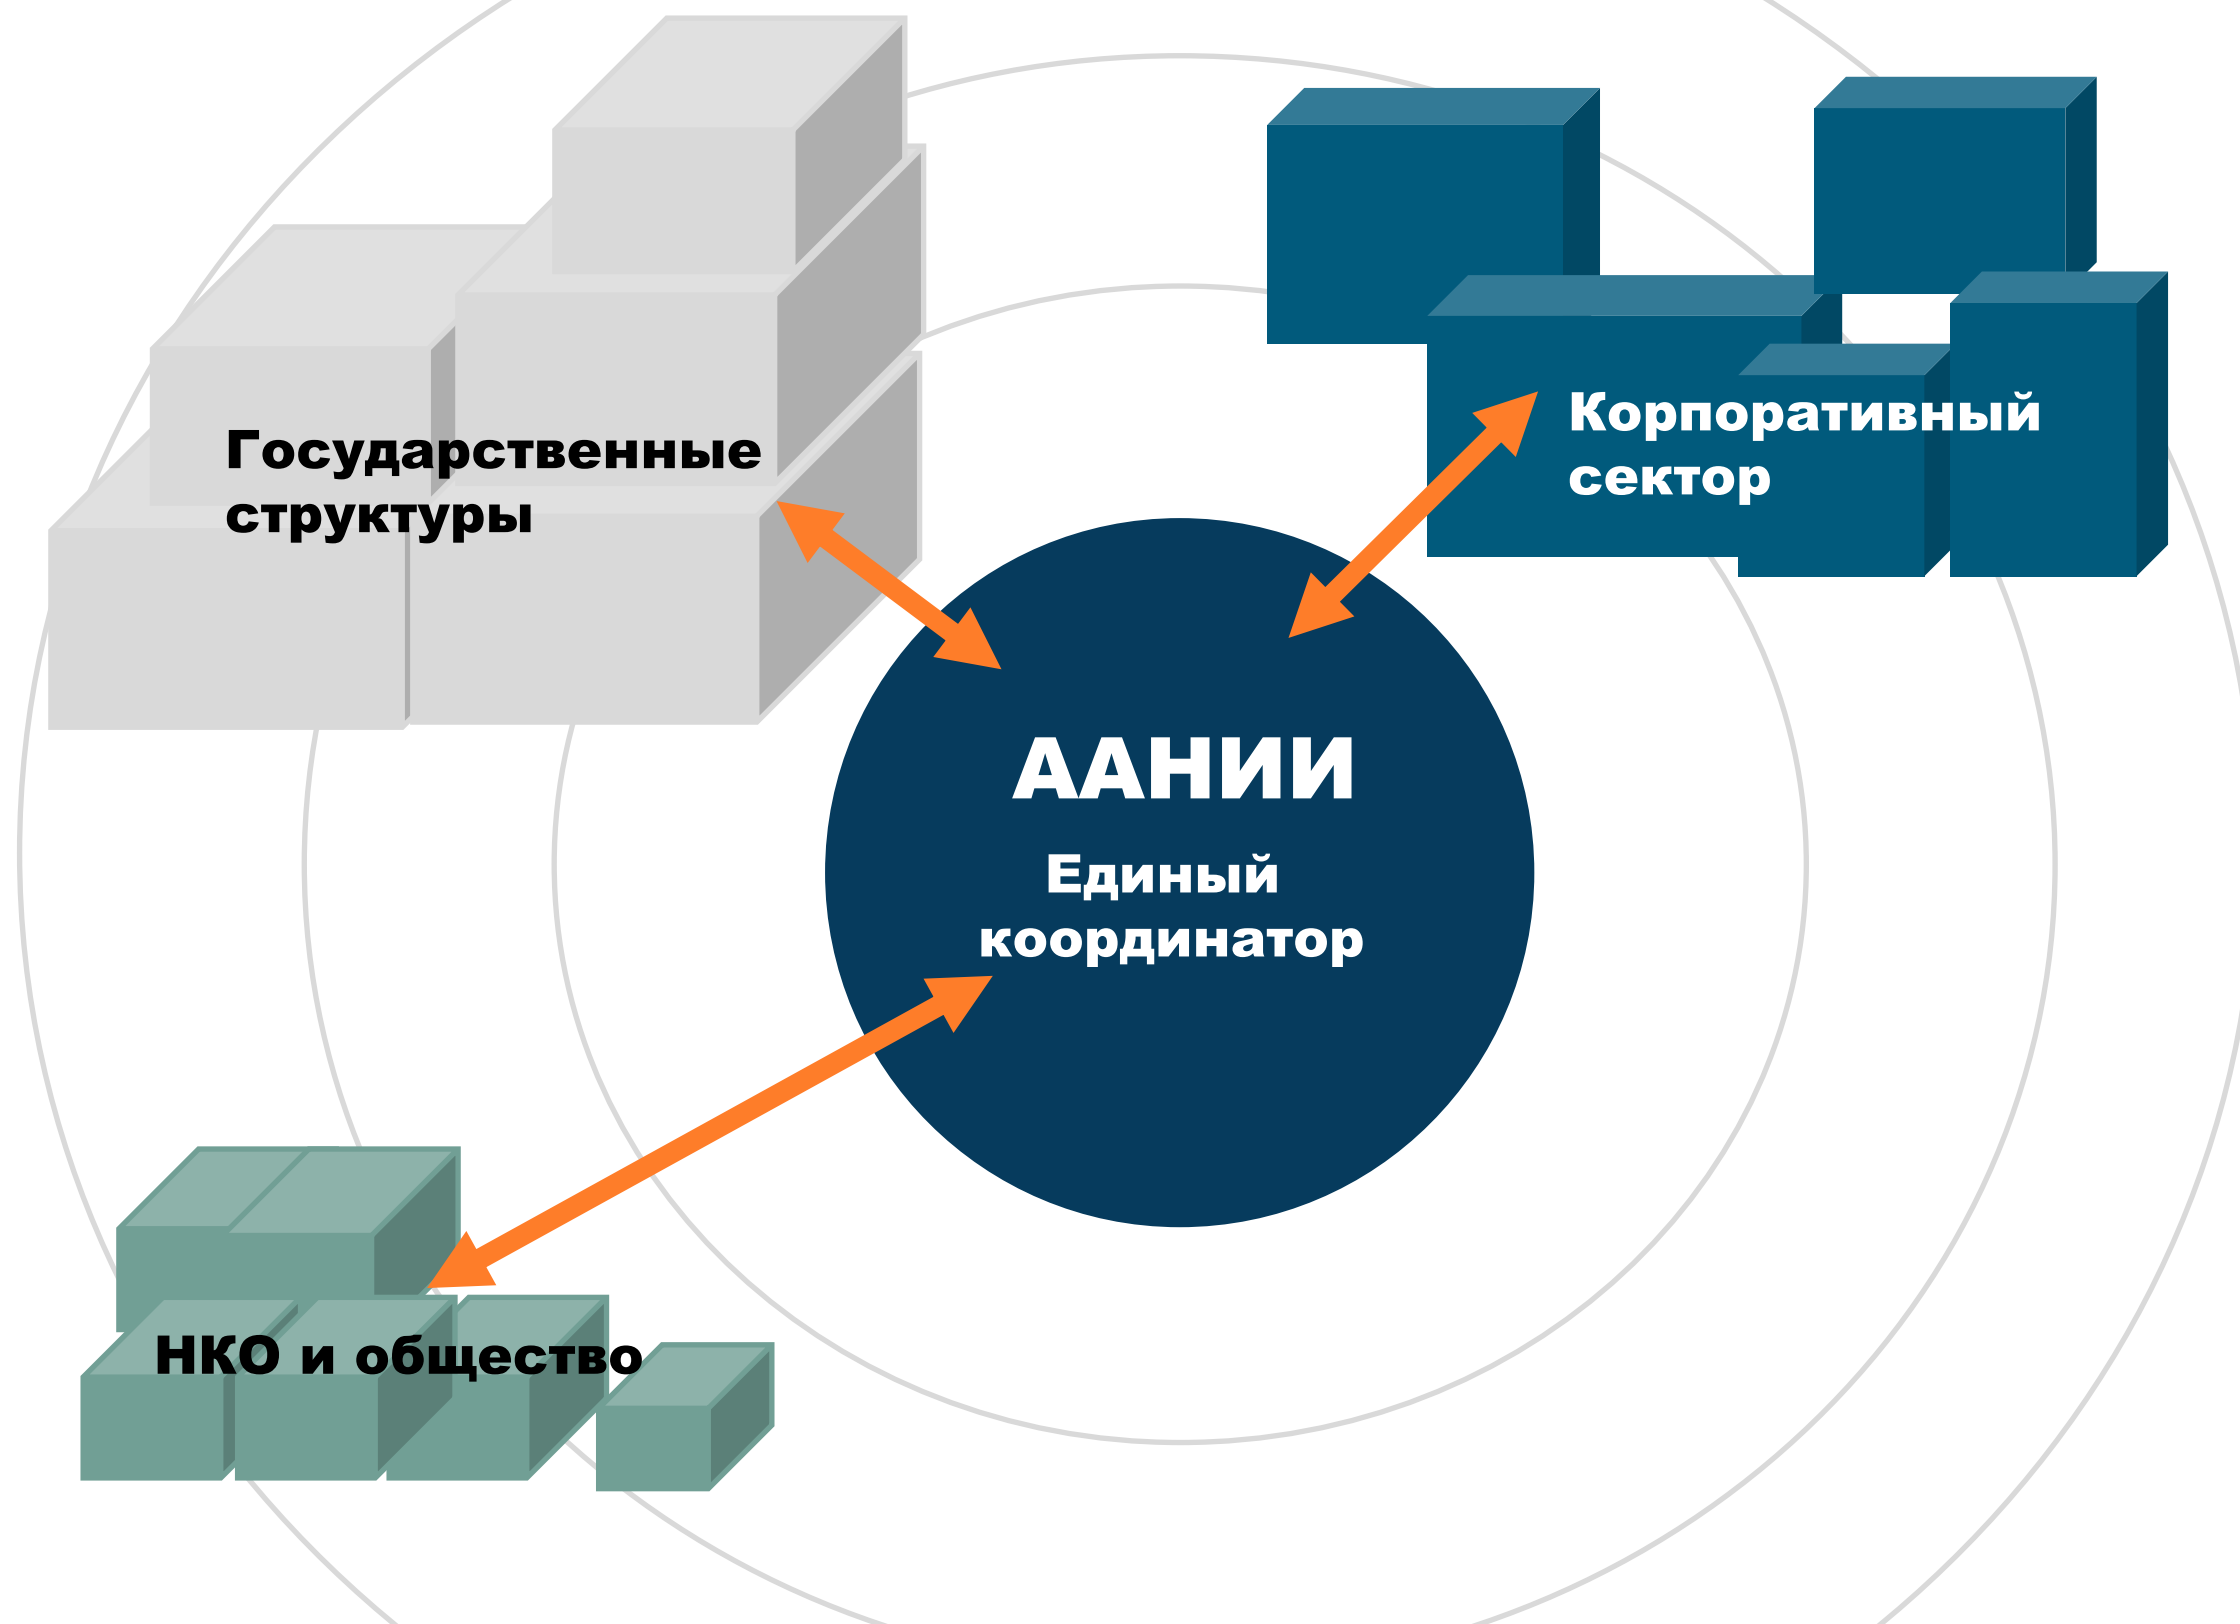 Государственные
структуры
Корпоративный
сектор
ААНИИ
Единый
координатор
НКО и общество